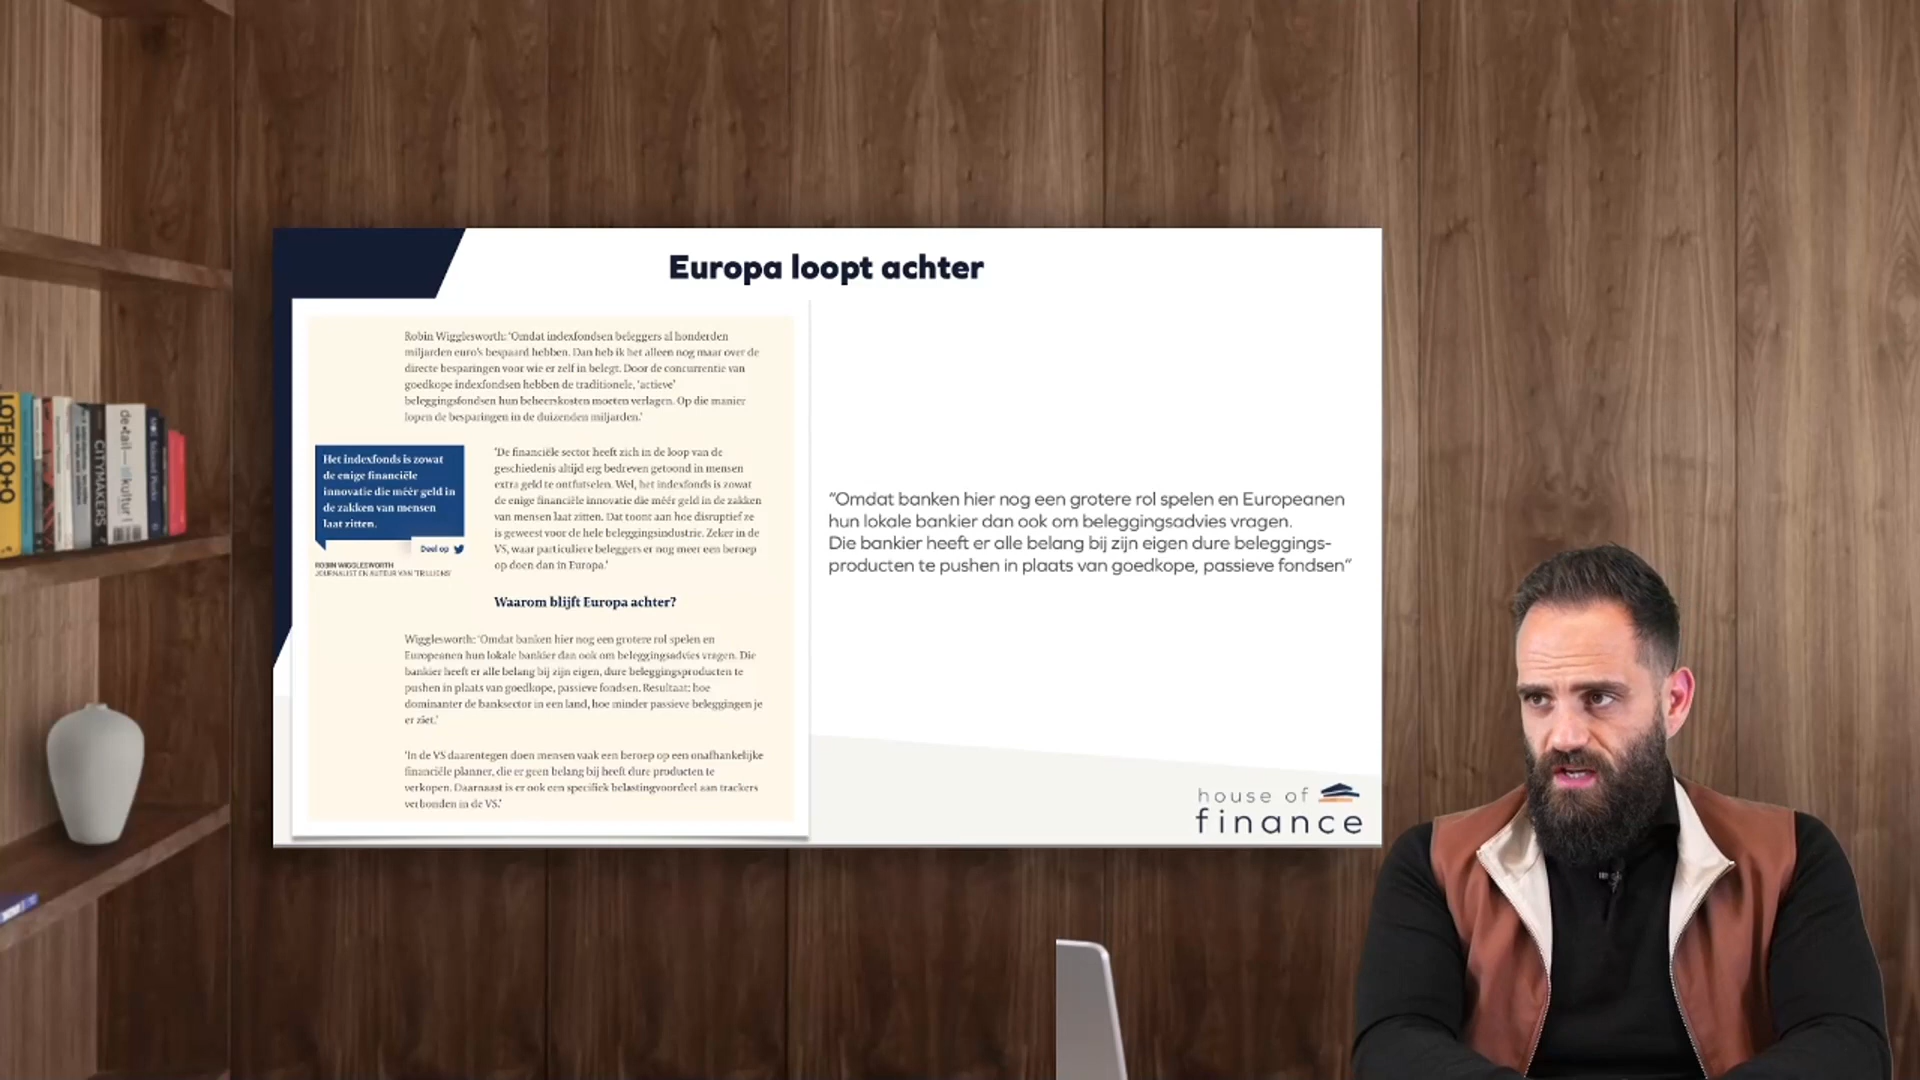 Europa loopt achter
Robin Wigglesworth: 'Omdat indexfondsen beleggers al honderden
miljarden euro's bespaard hebben. Dan heb ik het alleen nog maar over de
directe besparingen voor wie er zelf in belegt. Door de concurrentie van
goedkope indexfondsen hebben de traditionele, 'actieve'
beleggingsfondsen hun beheerskosten moeten verlagen. Op die manier
lopen de besparingen in de duizenden miljarden.'
Het indexfonds is zowat
de enige financiële
innovatie die méér geld in
de zakken van mensen
laat zitten.
Deel op
ROBIN WIGGLESWORTH
JOURNALIST EN AUTEUR VAN 'TRILLIONS'
'De financiële sector heeft zich in de loop van de
geschiedenis altijd erg bedreven getoond in mensen
extra geld te ontfutselen. Wel, het indexfonds is zowat
de enige financiële innovatie die méér geld in de zakken
van mensen laat zitten. Dat toont aan hoe disruptief ze
is geweest voor de hele beleggingsindustrie. Zeker in de
VS, waar particuliere beleggers er nog meer een beroep
op doen dan in Europa.'
Waarom blijft Europa achter?
Wigglesworth: 'Omdat banken hier nog een grotere rol spelen en
Europeanen hun lokale bankier dan ook om beleggingsadvies vragen. Die
bankier heeft er alle belang bij zijn eigen, dure beleggingsproducten te
pushen in plaats van goedkope, passieve fondsen. Resultaat: hoe
dominanter de banksector in een land, hoe minder passieve beleggingen je
er ziet.'
'In de VS daarentegen doen mensen vaak een beroep op een onafhankelijke
financiële planner, die er geen belang bij heeft dure producten te
verkopen. Daarnaast is er ook een specifiek belastingvoordeel aan trackers
verbonden in de VS.'
"Omdat banken hier nog een grotere rol spelen en Europeanen
hun lokale bankier dan ook om beleggingsadvies vragen.
Die bankier heeft er alle belang bij zijn eigen dure beleggings-
producten te pushen in plaats van goedkope, passieve fondsen"
house of
finance
CITYMAKERS
de-tail